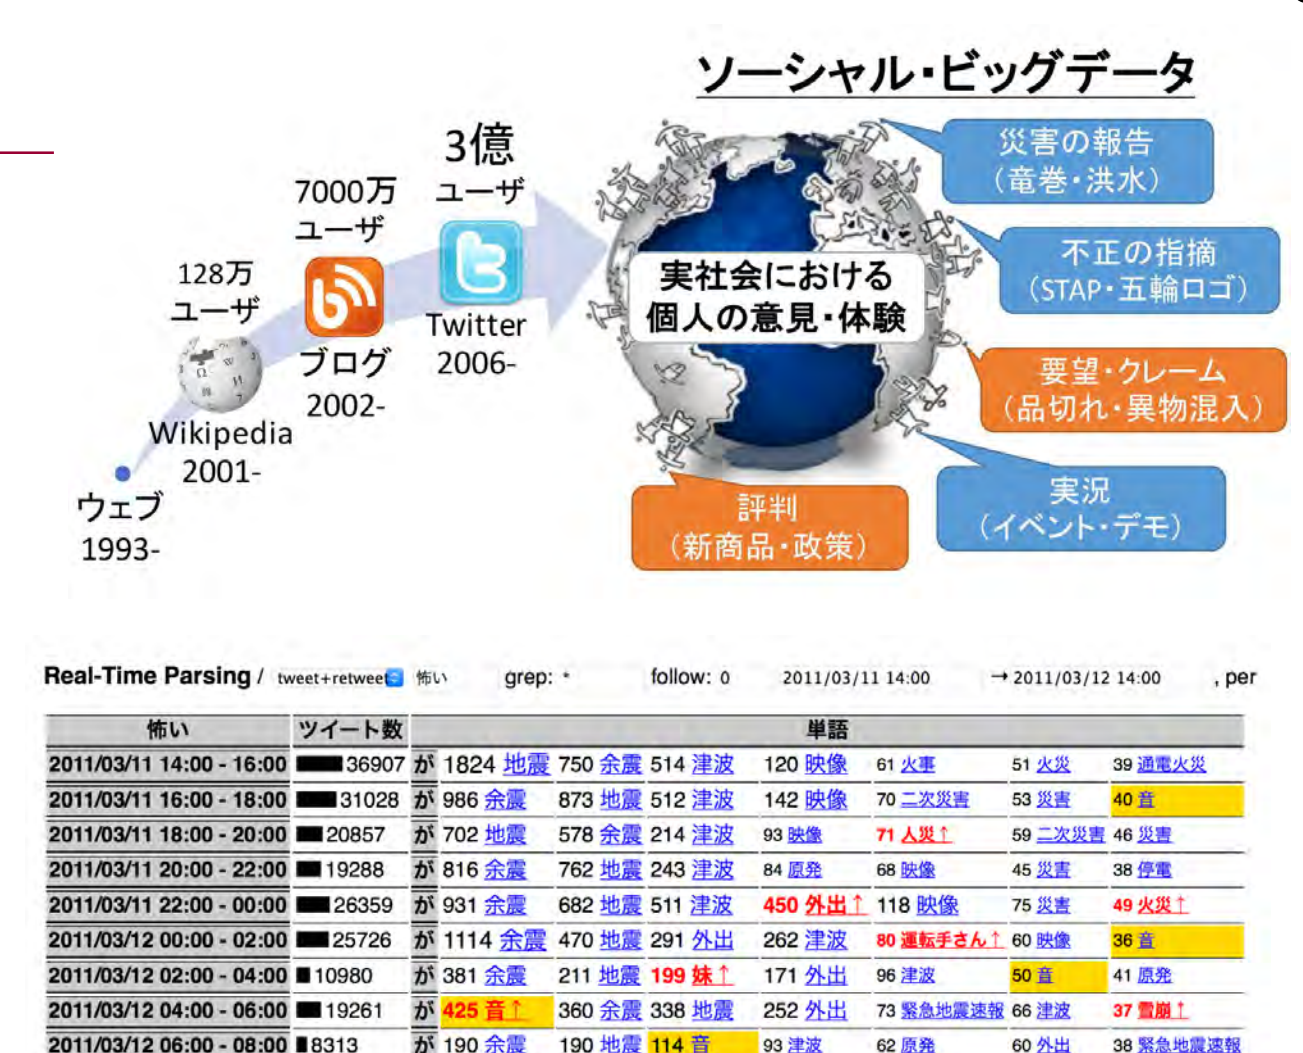 ソーシャル・ビッグデータ
3億
ユーザ
7000万
ユーザ
128万
ユーザ
Twitter
2006-
ブログ
2002-
Wikipedia
2001-
ウェブ
1993-
実社会における
個人の意見・体験
災害の報告
（竜巻・洪水）
不正の指摘
（STAP・五輪ロゴ）
要望・クレーム
（品切れ・異物混入）
実況
（イベント・デモ）
評判
（新商品・政策）
Real-Time Parsing / tweet+retweet 怖い grep: * follow: 0 2011/03/11 14:00 → 2011/03/12 14:00 , per
怖い ツイート数 単語
2011/03/11 14:00 - 16:00 36907 が 1824 地震 750 余震 514 津波 120 映像 61 火事 51 火災 39 通電火災
2011/03/11 16:00 - 18:00 31028 が 986 余震 873 地震 512 津波 142 映像 70 二次災害 53 災害 40 音
2011/03/11 18:00 - 20:00 20857 が 702 地震 578 余震 214 津波 93 映像 71 人災↑ 59 二次災害 46 災害
2011/03/11 20:00 - 22:00 19288 が 816 余震 762 地震 243 津波 84 原発 68 映像 45 災害 38 停電
2011/03/11 22:00 - 00:00 26359 が 931 余震 682 地震 511 津波 450 外出↑ 118 映像 75 災害 49 火災↑
2011/03/12 00:00 - 02:00 25726 が 1114 余震 470 地震 291 外出 262 津波 80 運転手さん↑ 60 映像 36 音
2011/03/12 02:00 - 04:00 10980 が 381 余震 211 地震 199 妹↑ 171 外出 96 津波 50 音 41 原発
2011/03/12 04:00 - 06:00 19261 が 425 音↑ 360 余震 338 地震 252 外出 73 緊急地震速報 66 津波 37 雪崩↑
2011/03/12 06:00 - 08:00 8313 が 190 余震 190 地震 114 音 93 津波 62 原発 60 外出 38 緊急地震速報